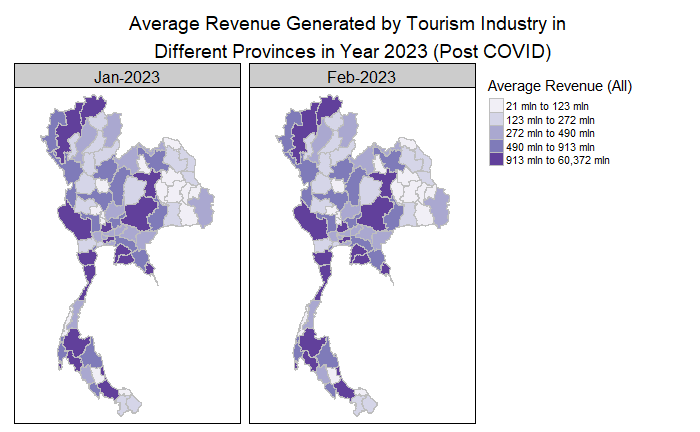 Average Revenue Generated by Tourism Industry in
Different Provinces in Year 2023 (Post COVID)
Jan-2023
Feb-2023
Average Revenue (All)
21 mln to 123 mln
123 mln to 272 mln
272 mln to 490 mln
490 mln to 913 mln
913 mln to 60,372 mln